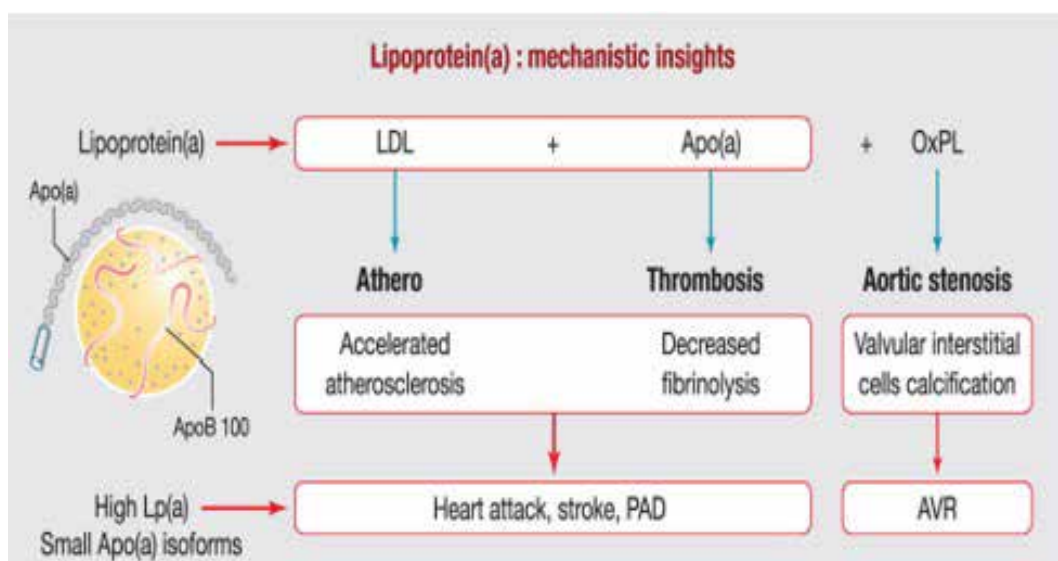 Lipoprotein(a) : mechanistic insights
Lipoprotein(a) LDL + Apo(a) + OxPL
Apo(a)
Athero Thrombosis Aortic stenosis
Accelerated Decreased Valvular interstitial
atherosclerosis fibrinolysis cells calcification
ApoB 100
High Lp(a) Heart attack, stroke, PAD AVR
Small Apo(a) isoforms